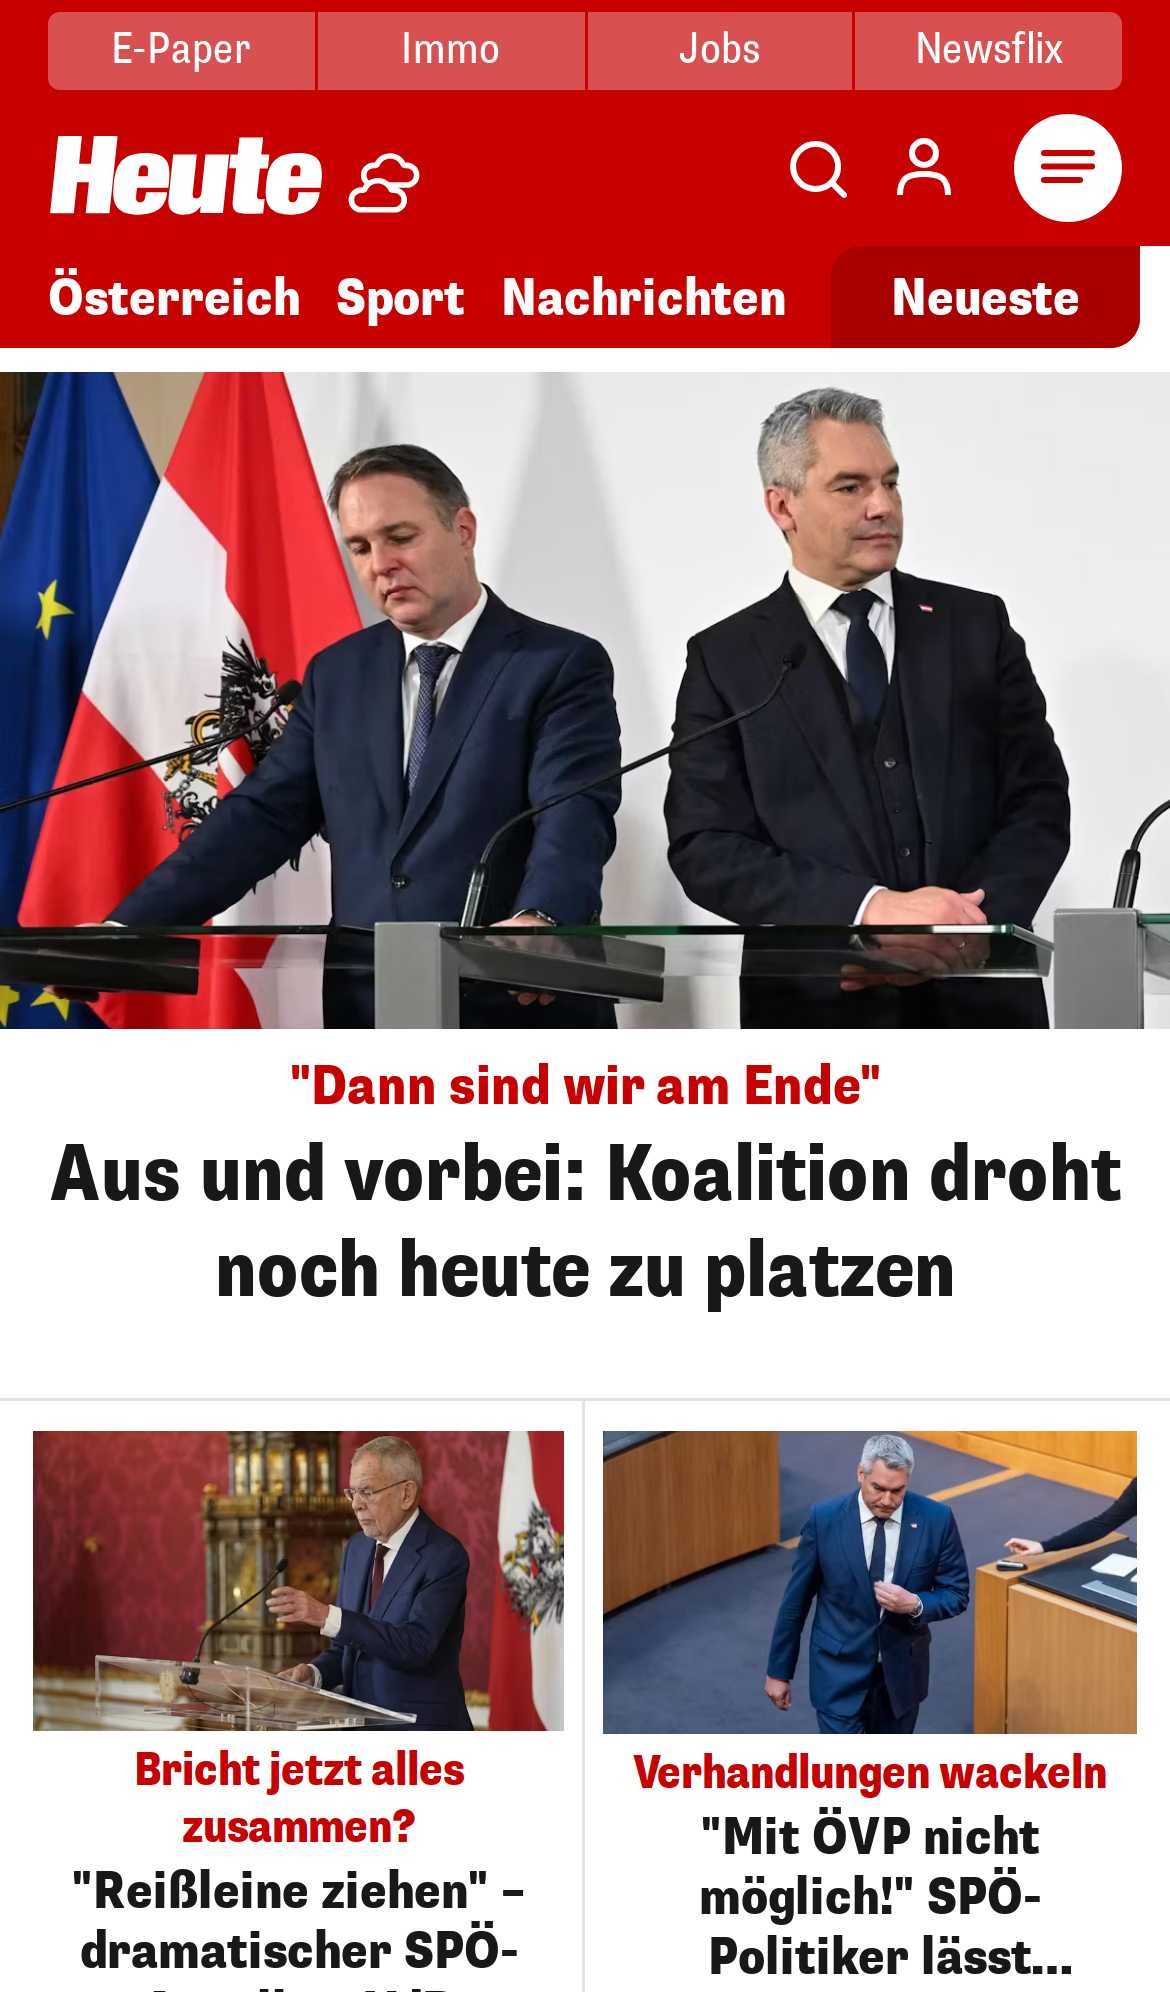 E-Paper
Immo
Jobs
Newsflix
Heute
Österreich
Sport
Nachrichten
Neueste
"Dann sind wir am Ende"
Aus und vorbei: Koalition droht
noch heute zu platzen
Bricht jetzt alles
zusammen?
"Reißleine ziehen" –
dramatischer SPÖ-
Verhandlungen wackeln
"Mit ÖVP nicht
möglich!" SPÖ-
Politiker lässt...